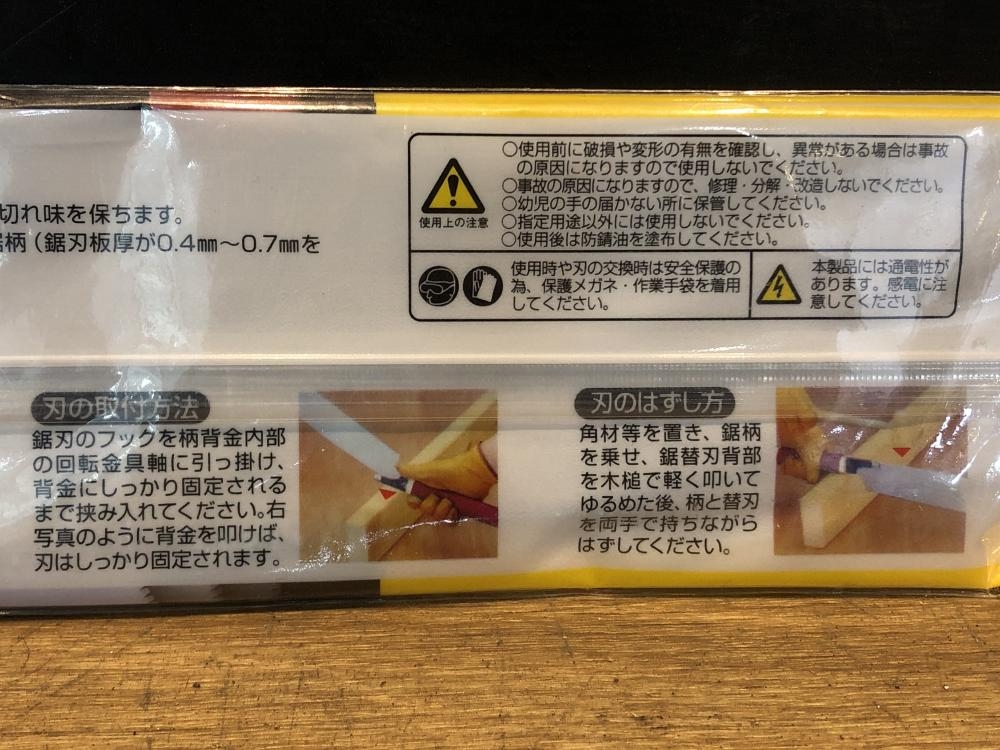 切れ味を保ちます。
柄（鋸刃板厚が0.4㎜～0.7㎜を
使用上の注意
○使用前に破損や変形の有無を確認し、異常がある場合は事故
の原因になりますので使用しないでください。
○事故の原因になりますので、修理・分解・改造しないでください。
○幼児の手の届かない所に保管してください。
○指定用途以外には使用しないでください。
○使用後は防錆油を塗布してください。
使用時や刃の交換時は安全保護の
為、保護メガネ・作業手袋を着用
してください。
本製品には通電性が
あります。感電に注
意してください。
刃の取付方法
鋸刃のフックを柄背金内部
の回転金具軸に引っ掛け、
背金にしっかり固定される
まで挟み入れてください。右
写真のように背金を叩けば、
刃はしっかり固定されます。
刃のはずし方
角材等を置き、鋸柄
を乗せ、鋸替刃背部
を木槌で軽く叩いて
ゆるめた後、柄と替刃
を両手で持ちながら
はずしてください。